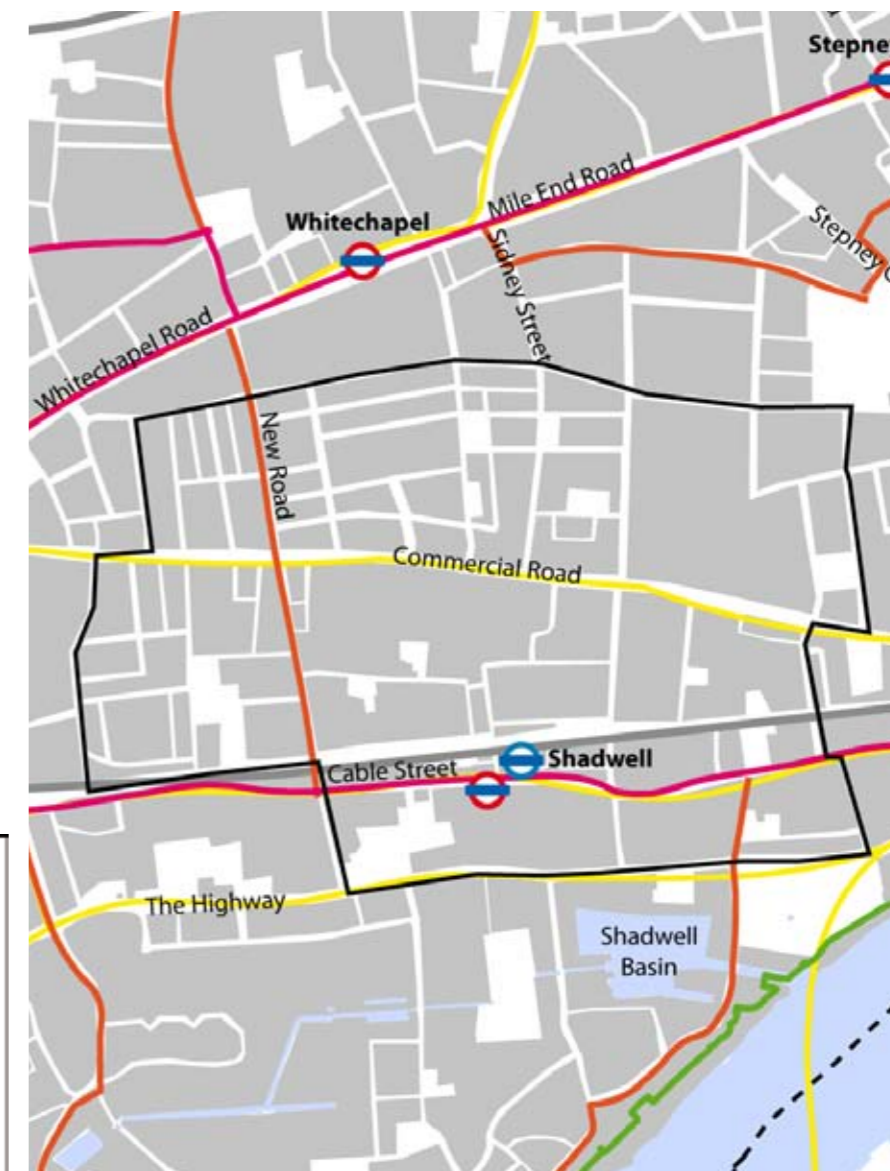 Stepne
Mile End Road
Whitechapel
Stepney
Sidney Street
Whitechapel Road
New Road
Commercial Road
Shadwell
Cable Street
The Highway
Shadwell
Basin